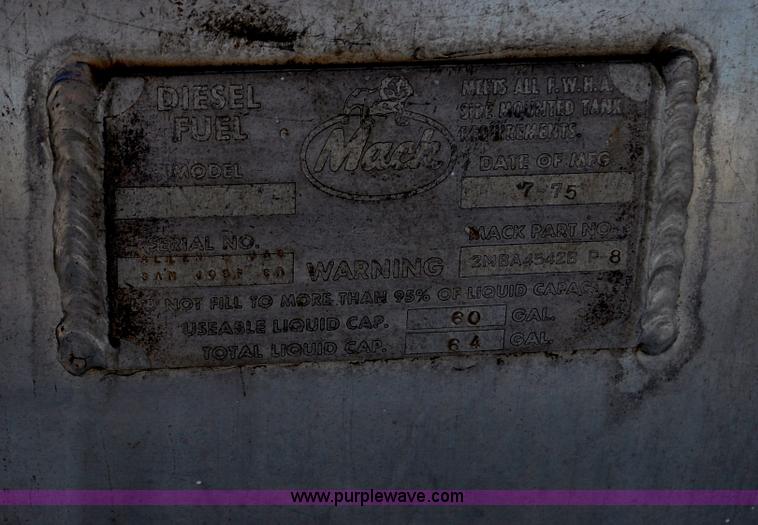 DIESEL
FUEL
MODEL
SERIAL NO.
Mack
MEETS ALL F.W.H.A.
SIDE MOUNTED TANK
REQUIREMENTS.
DATE OF MFG
7-75
MACK PART NO.
2MBA4542B P 8
WARNING
NOT FILL TO MORE THAN 95% OF LIQUID CAPAC
USEABLE LIQUID CAP. 60 GAL.
TOTAL LIQUID CAP. 64 GAL.
www.purplewave.com